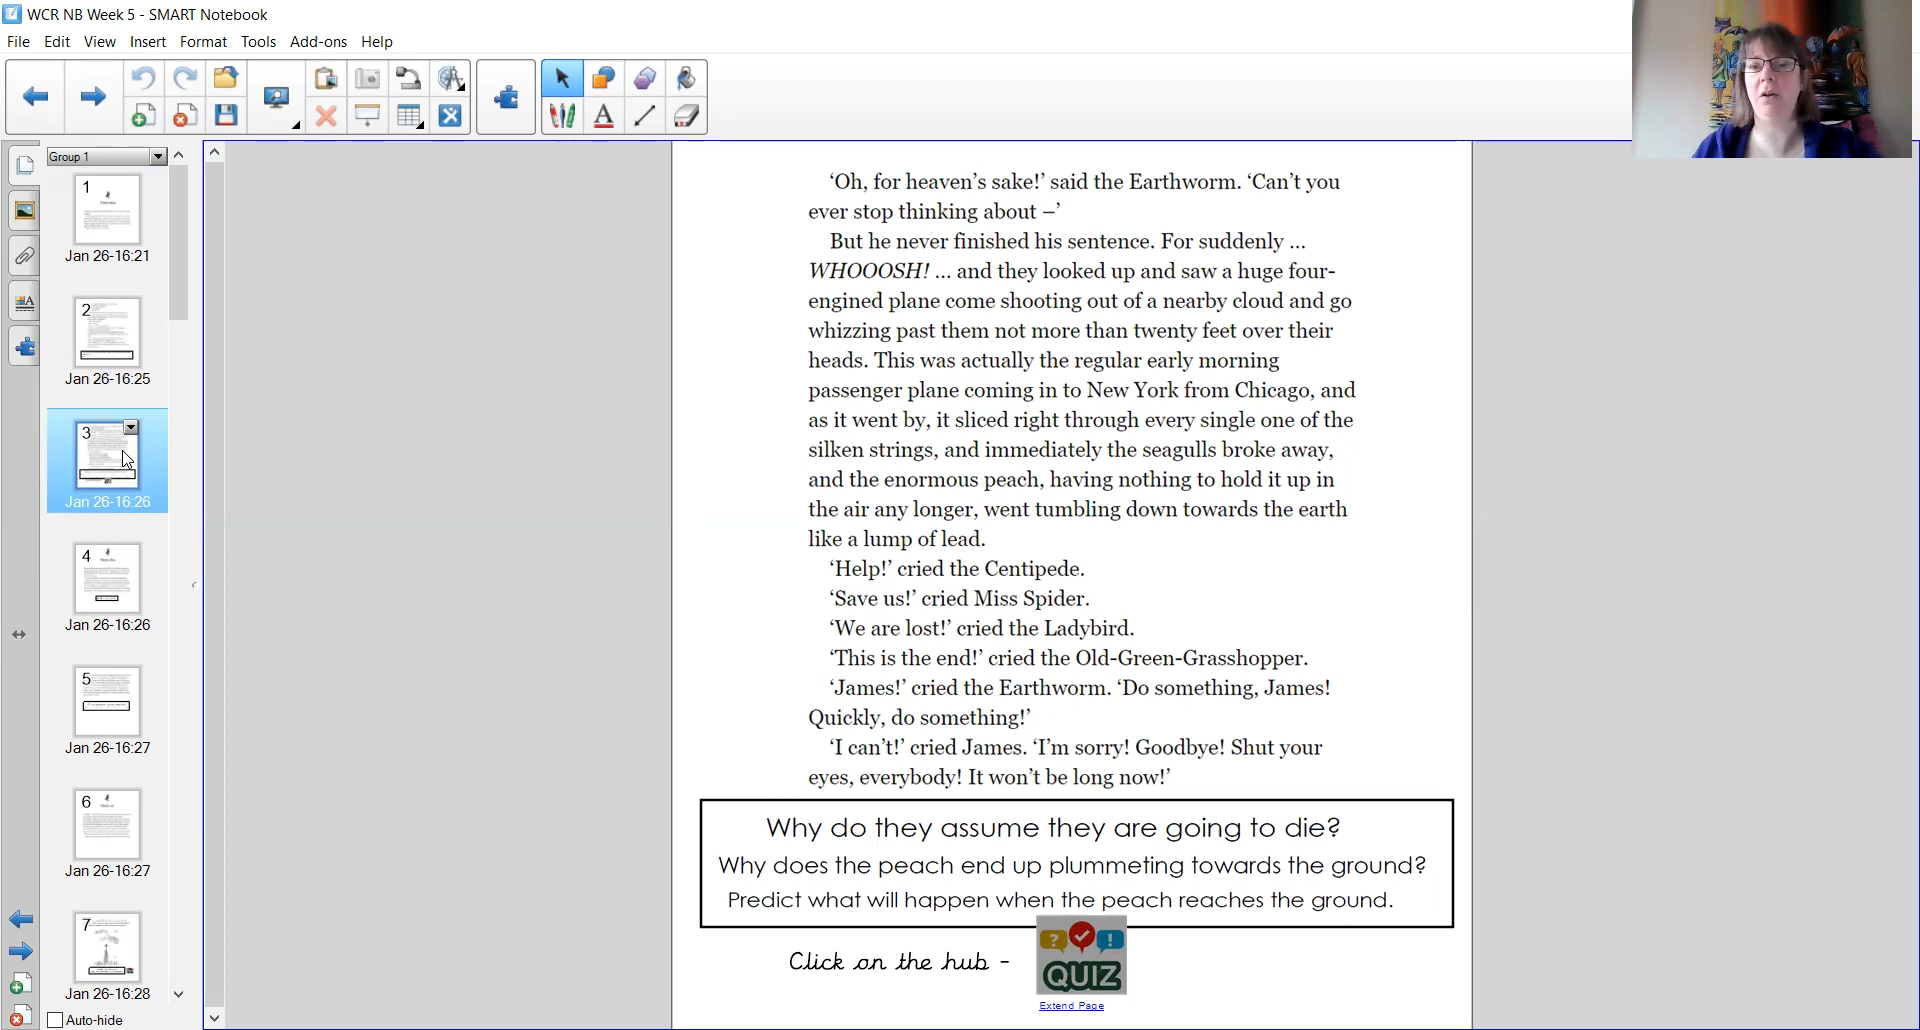 WCR NB Week 5 - SMART Notebook
File Edit View Insert Format Tools Add-ons Help
Group 1
1
Jan 26-16:21
2
Jan 26-16:25
3
Jan 26-16:26
4
Jan 26-16:26
5
Jan 26-16:27
6
Jan 26-16:27
7
Jan 26-16:28
Auto-hide
‘Oh, for heaven’s sake!’ said the Earthworm. ‘Can’t you
ever stop thinking about –’
But he never finished his sentence. For suddenly ...
WHOOOSH! ... and they looked up and saw a huge four-
engined plane come shooting out of a nearby cloud and go
whizzing past them not more than twenty feet over their
heads. This was actually the regular early morning
passenger plane coming in to New York from Chicago, and
as it went by, it sliced right through every single one of the
silken strings, and immediately the seagulls broke away,
and the enormous peach, having nothing to hold it up in
the air any longer, went tumbling down towards the earth
like a lump of lead.
‘Help!’ cried the Centipede.
‘Save us!’ cried Miss Spider.
‘We are lost!’ cried the Ladybird.
‘This is the end!’ cried the Old-Green-Grasshopper.
‘James!’ cried the Earthworm. ‘Do something, James!
Quickly, do something!’
‘I can’t!’ cried James. ‘I’m sorry! Goodbye! Shut your
eyes, everybody! It won’t be long now!’
Why do they assume they are going to die?
Why does the peach end up plummeting towards the ground?
Predict what will happen when the peach reaches the ground.
Click on the hub -
QUIZ
Extend Page